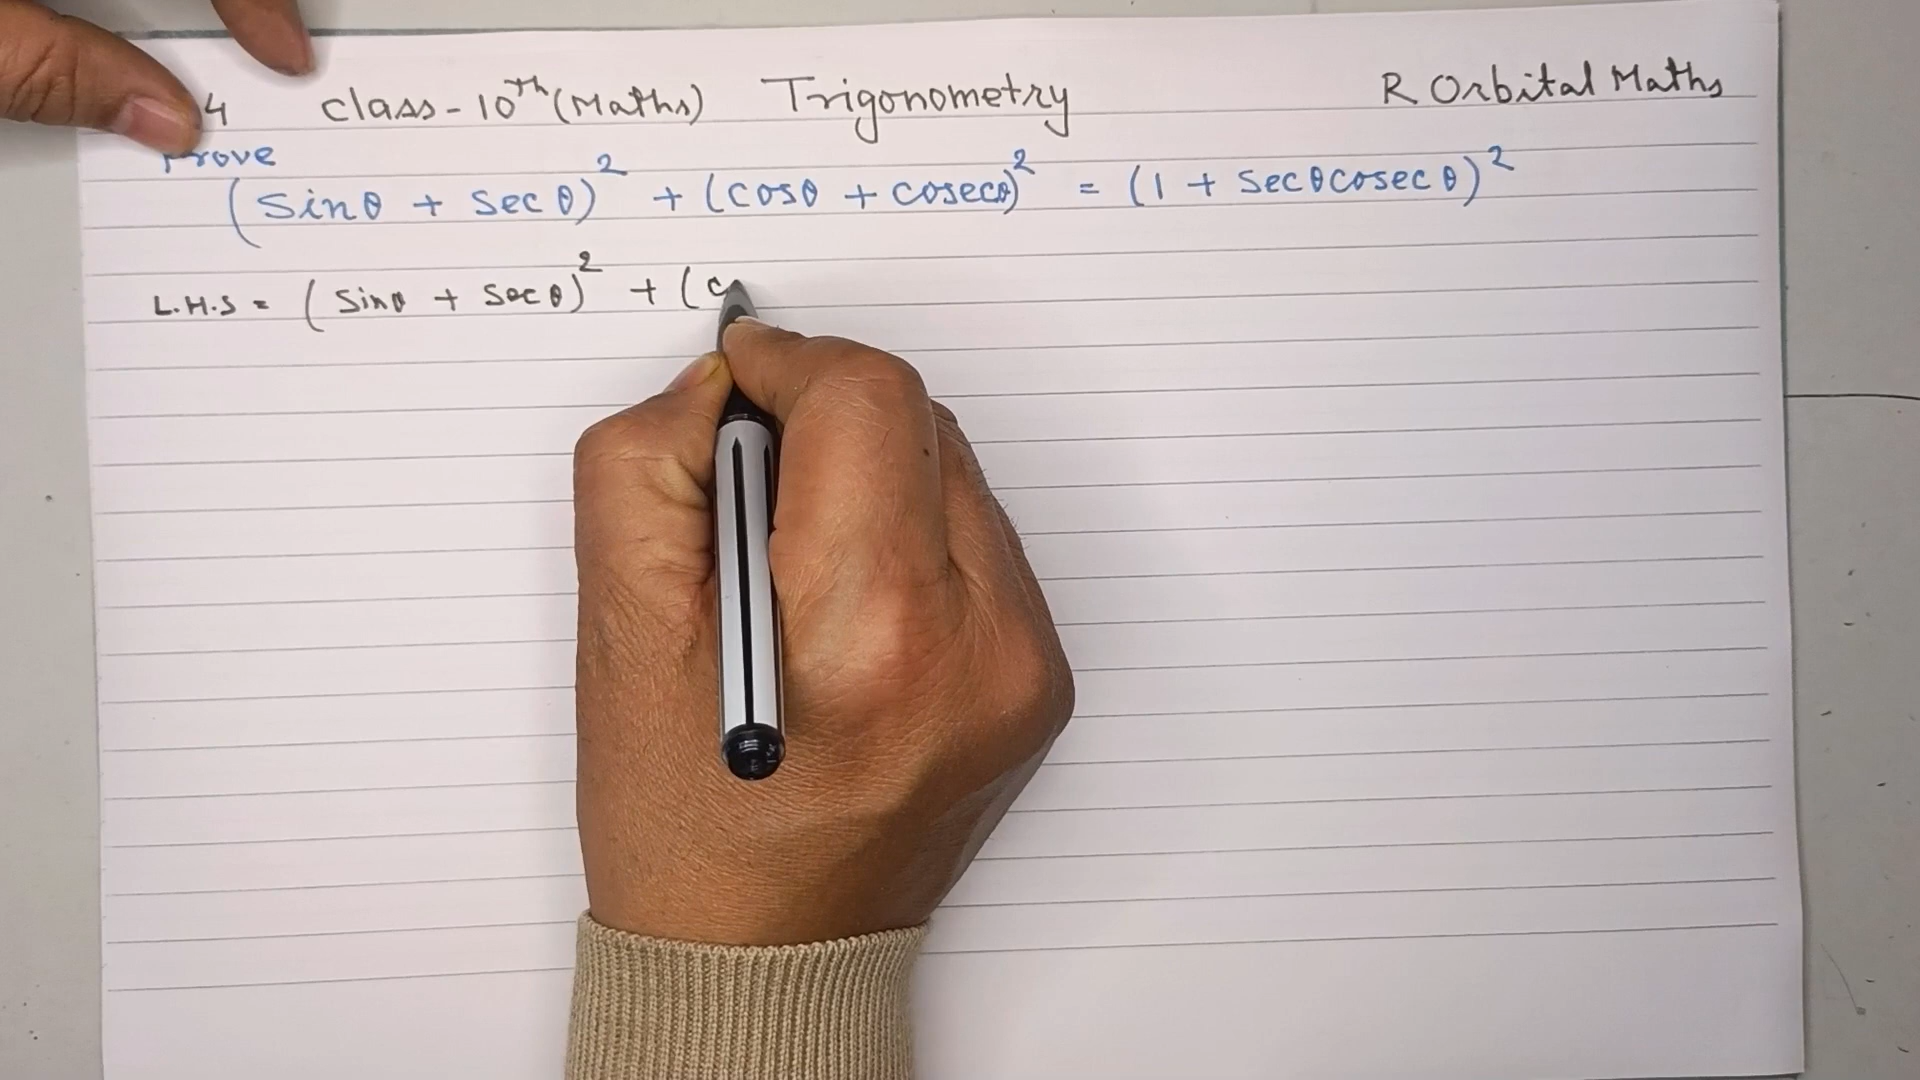 4 Class-10th (Maths) Trigonometry R Orbital Maths
Prove
(sinθ + secθ)² + (cosθ + cosecθ)² = (1 + secθcosecθ)²
L.H.S = (sinθ + secθ)² + (c